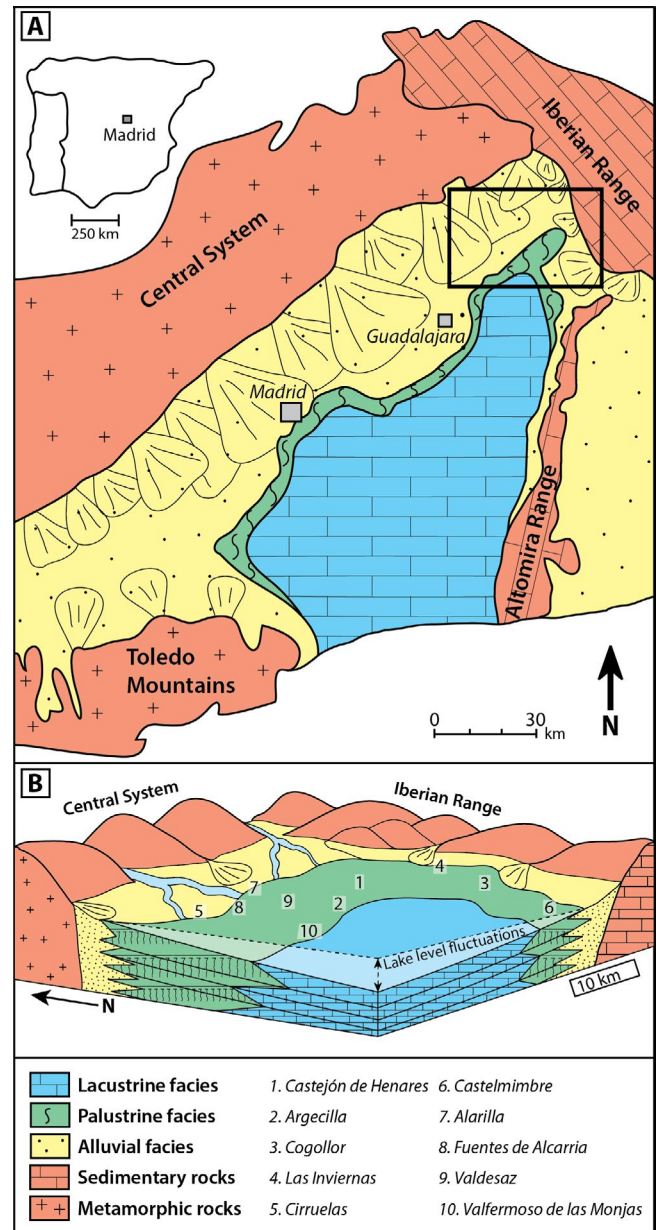 A
Madrid
250 km
Iberian Range
Central System
Guadalajara
Madrid
Altomira Range
Toledo
Mountains
0 30
km
N
B
Central System
Iberian Range
1
2
3
4
5
6
7
8
9
10
Lake level fluctuations
N
10 km
Lacustrine facies
Palustrine facies
Alluvial facies
Sedimentary rocks
Metamorphic rocks
1. Castejón de Henares
2. Argecilla
3. Cogollor
4. Las Inviernas
5. Cirruelas
6. Castelmimbre
7. Alarilla
8. Fuentes de Alcarria
9. Valdesaz
10. Valfermoso de las Monjas